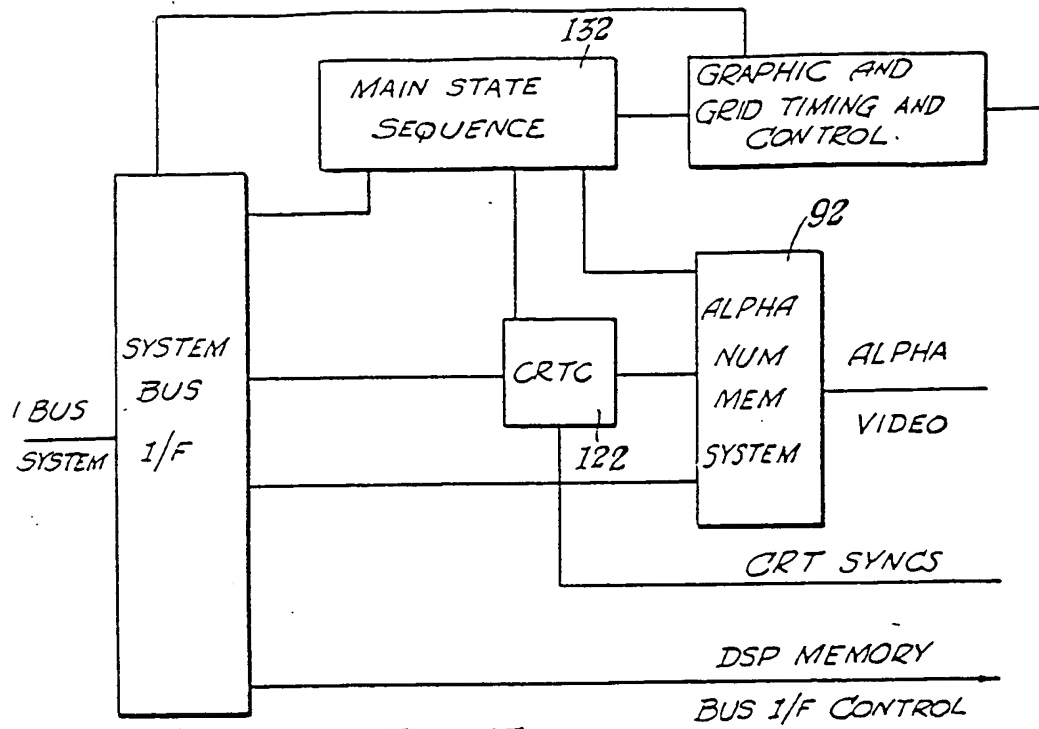 132
MAIN STATE
SEQUENCE
GRAPHIC AND
GRID TIMING AND
CONTROL.
92
SYSTEM
BUS
I/F
I BUS
SYSTEM
CRTC
122
ALPHA
NUM
MEM
SYSTEM
ALPHA
VIDEO
CRT SYNCS
DSP MEMORY
BUS I/F CONTROL